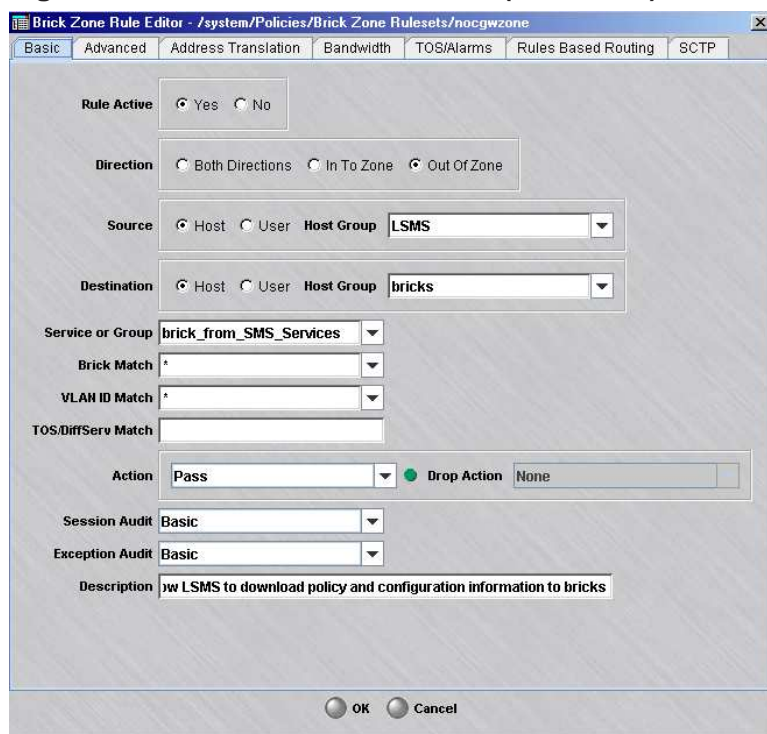 Brick Zone Rule Editor - /system/Policies/Brick Zone Rulesets/nocgwzone
Basic Advanced Address Translation Bandwidth TOS/Alarms Rules Based Routing SCTP
Rule Active Yes No
Direction Both Directions In To Zone Out Of Zone
Source Host User Host Group LSMS
Destination Host User Host Group bricks
Service or Group brick_from_SMS_Services
Brick Match *
VLAN ID Match *
TOS/DiffServ Match
Action Pass Drop Action None
Session Audit Basic
Exception Audit Basic
Description ow LSMS to download policy and configuration information to bricks
OK Cancel